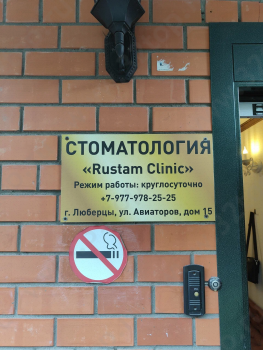 СТОМАТОЛОГИЯ
«Rustam Clinic»
Режим работы: круглосуточно
+7-977-978-25-25
г. Люберцы, ул. Авиаторов, дом 15